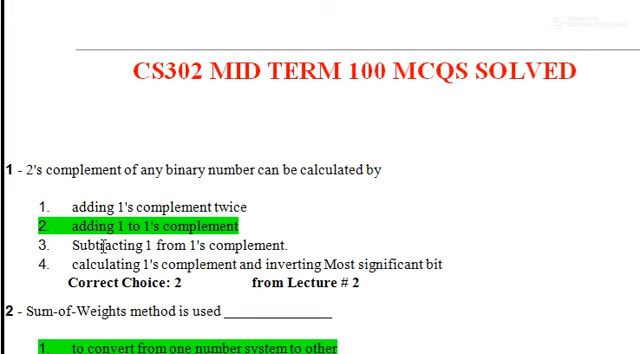 CS302 MID TERM 100 MCQS SOLVED
1 - 2's complement of any binary number can be calculated by
1. adding 1's complement twice
2. adding 1 to 1's complement
3. Subtracting 1 from 1's complement.
4. calculating 1's complement and inverting Most significant bit
Correct Choice: 2 from Lecture # 2
2 - Sum-of-Weights method is used _______________
1. to convert from one number system to other